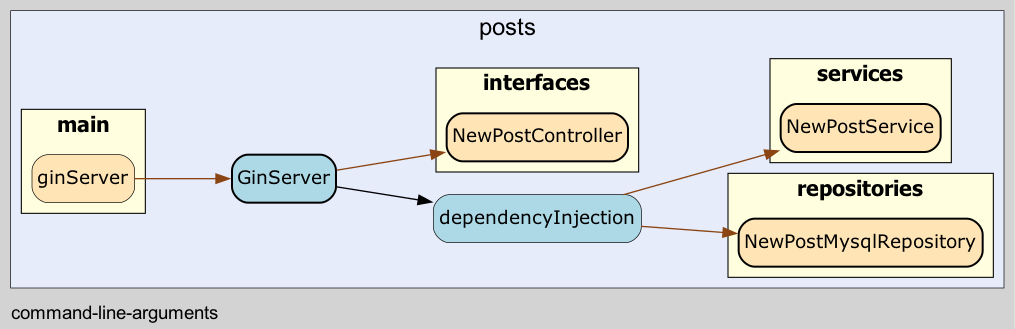 posts
main
ginServer
GinServer
interfaces
NewPostController
dependencyInjection
services
NewPostService
repositories
NewPostMysqlRepository
command-line-arguments